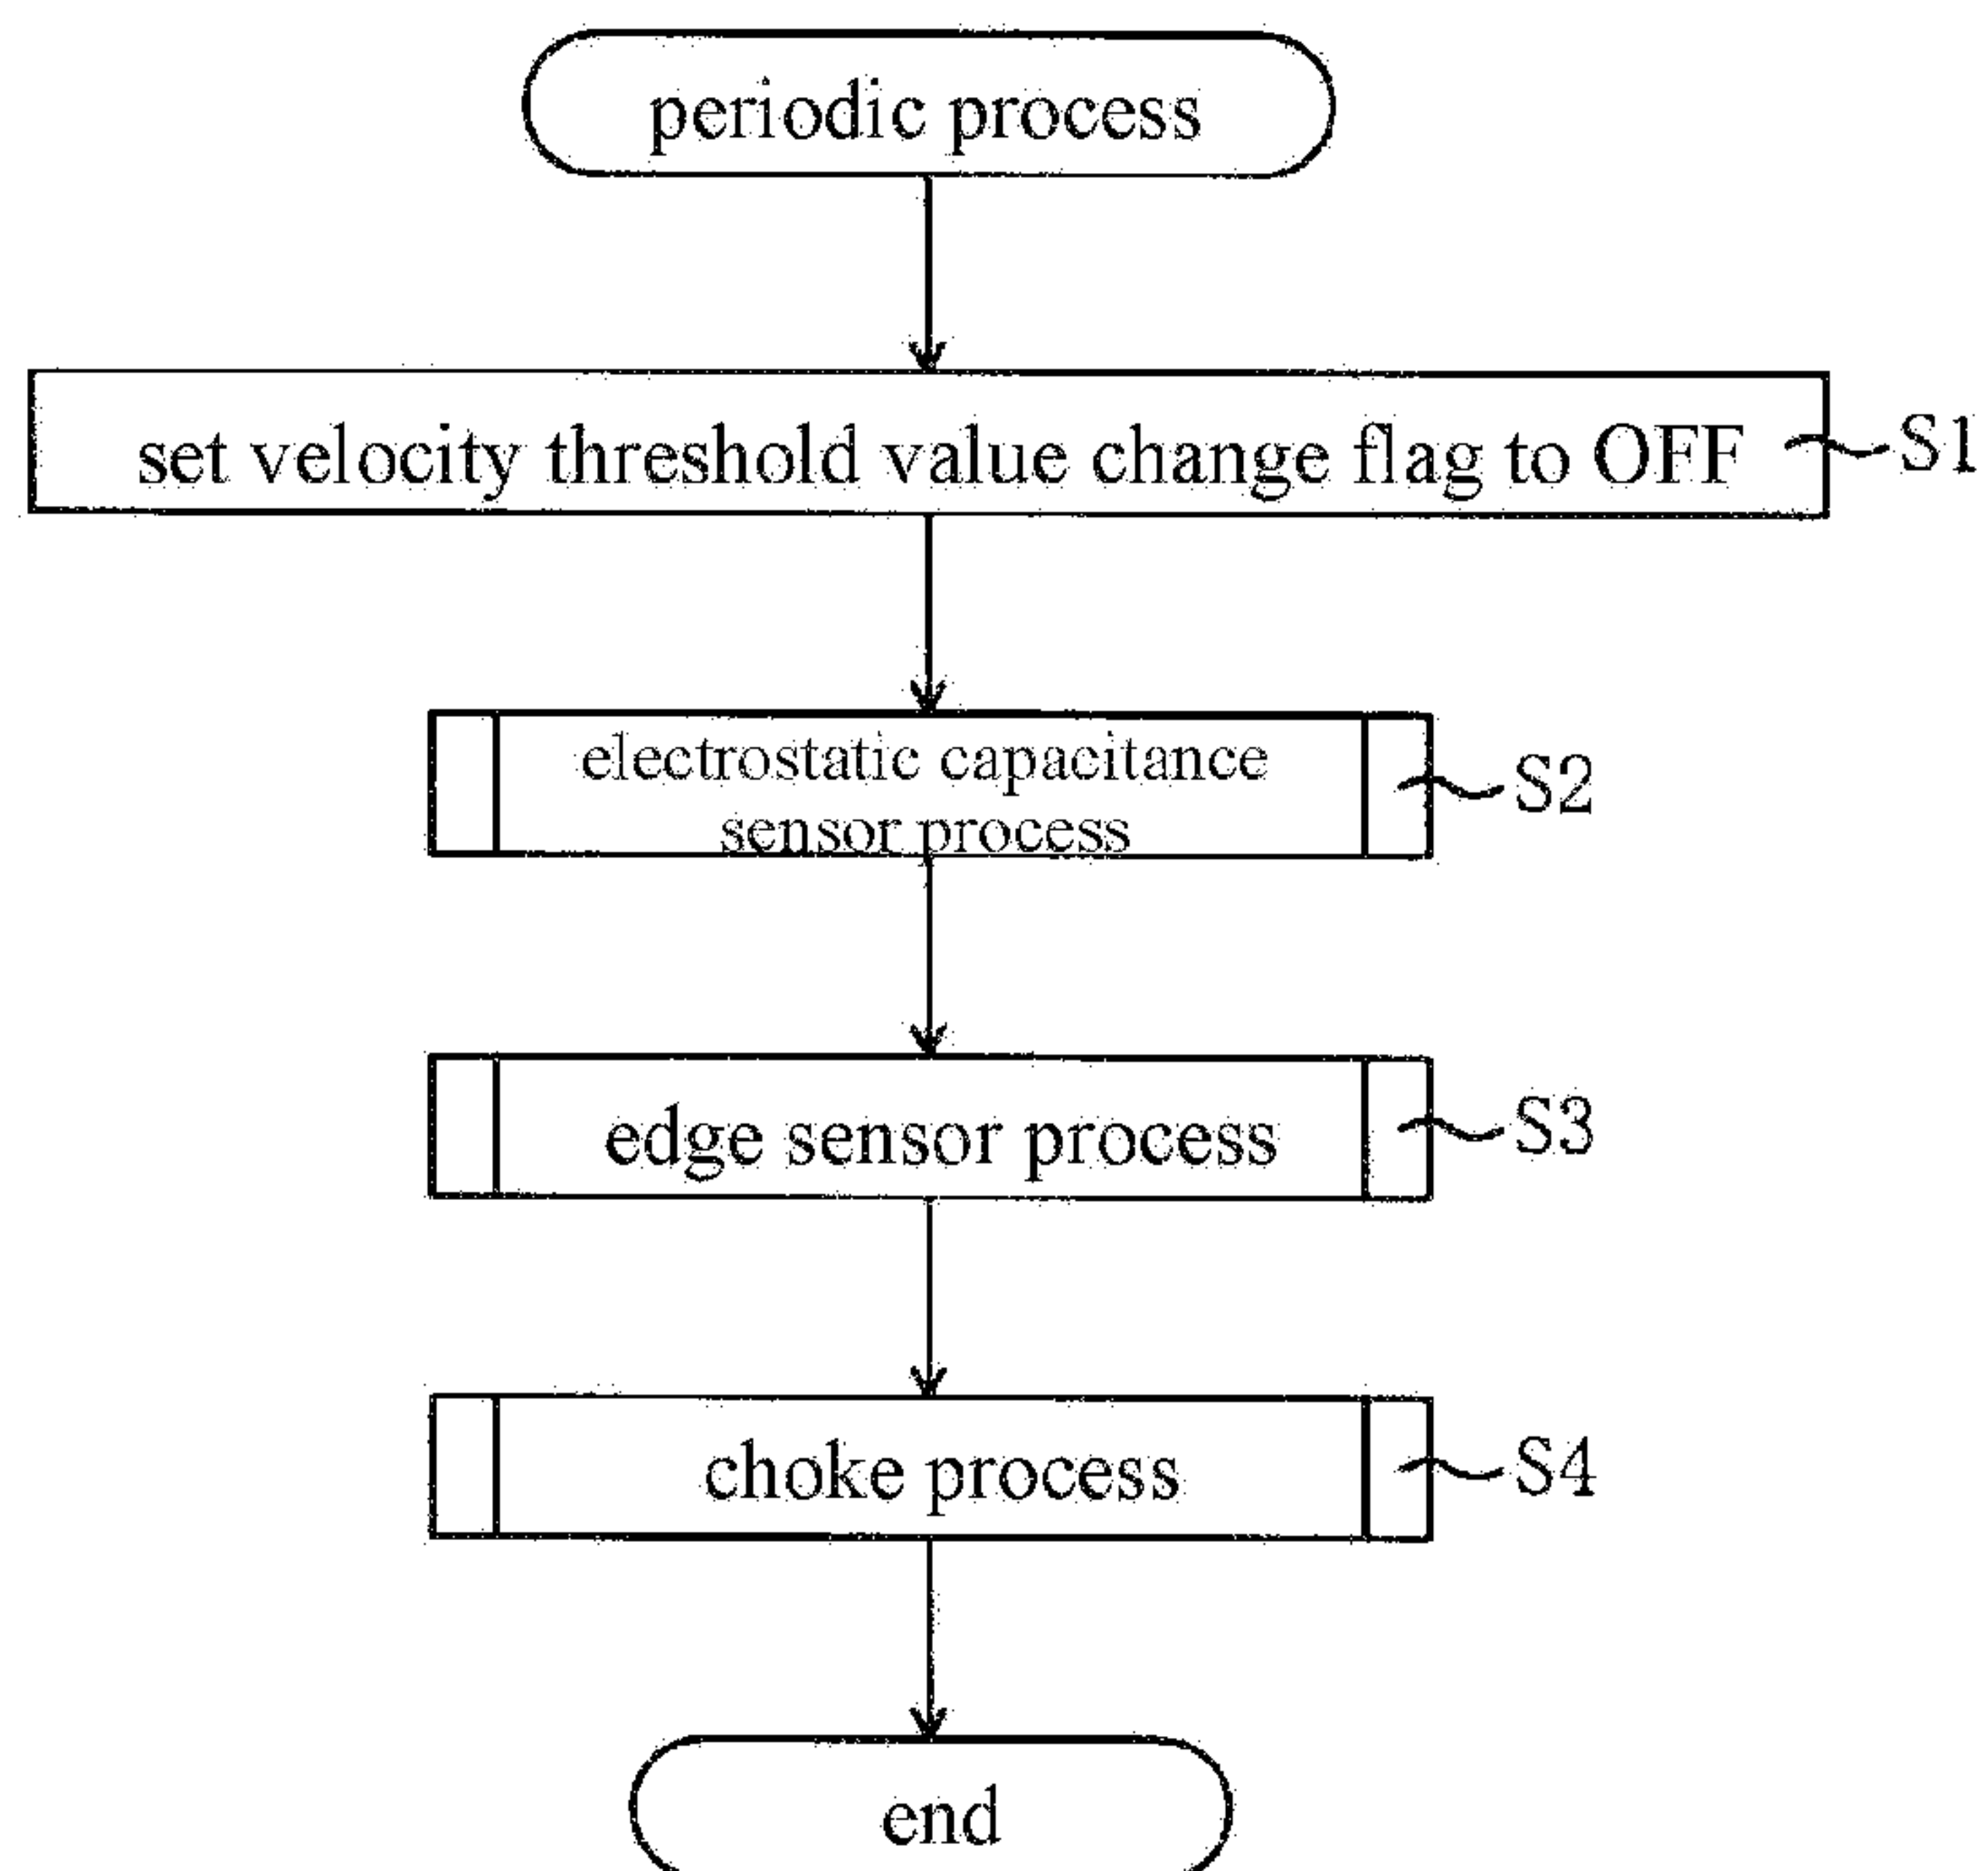 periodic process
set velocity threshold value change flag to OFF
S1
electrostatic capacitance
sensor process
S2
edge sensor process
S3
choke process
S4
end